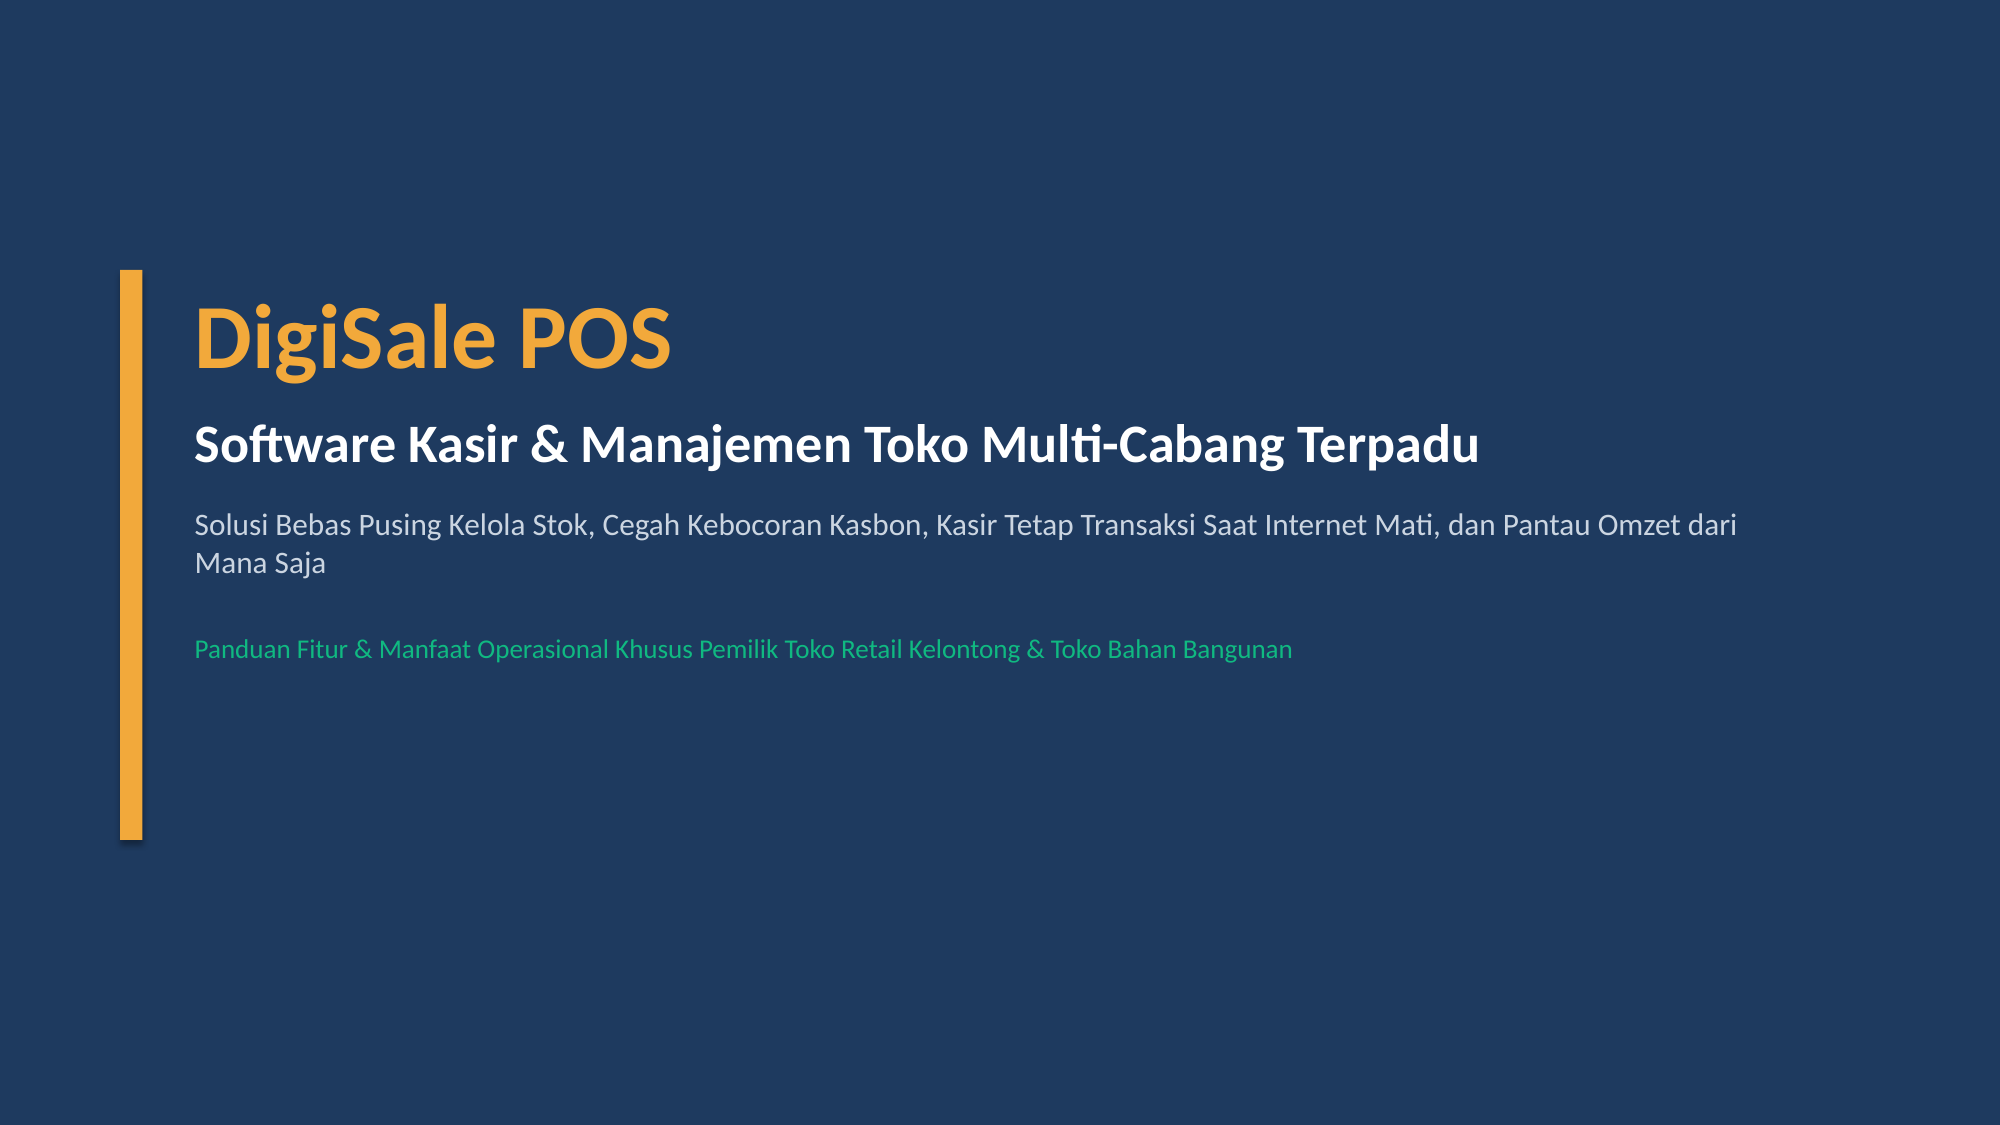 DigiSale POS
Software Kasir & Manajemen Toko Multi-Cabang Terpadu
Solusi Bebas Pusing Kelola Stok, Cegah Kebocoran Kasbon, Kasir Tetap Transaksi Saat Internet Mati, dan Pantau Omzet dari
Mana Saja
Panduan Fitur & Manfaat Operasional Khusus Pemilik Toko Retail Kelontong & Toko Bahan Bangunan